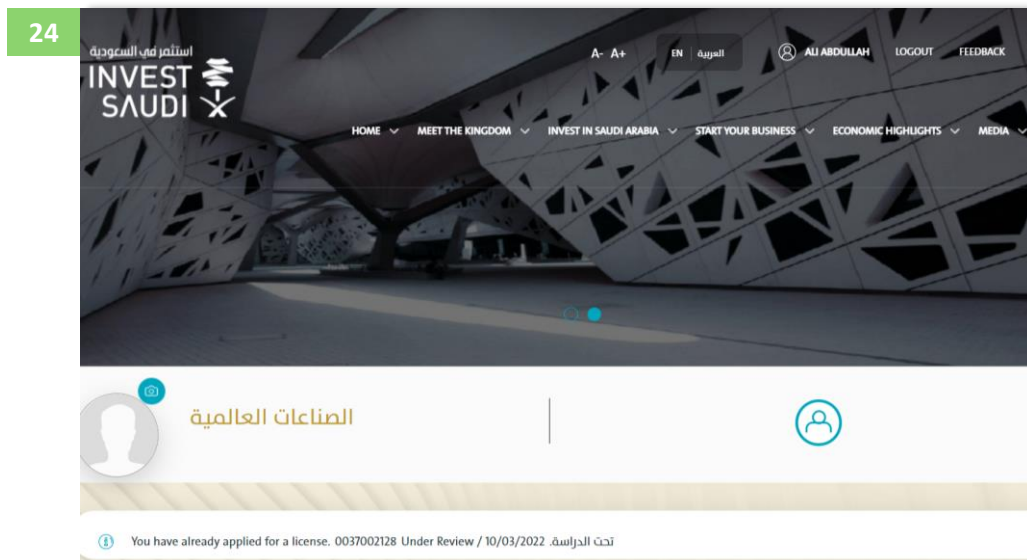 24
استثمر في السعودية
INVEST
SAUDI
A- A+ EN | العربية ALI ABDULLAH LOGOUT FEEDBACK
HOME MEET THE KINGDOM INVEST IN SAUDI ARABIA START YOUR BUSINESS ECONOMIC HIGHLIGHTS MEDIA
الصناعات العالمية
You have already applied for a license. 0037002128 Under Review / 10/03/2022 .تحت الدراسة